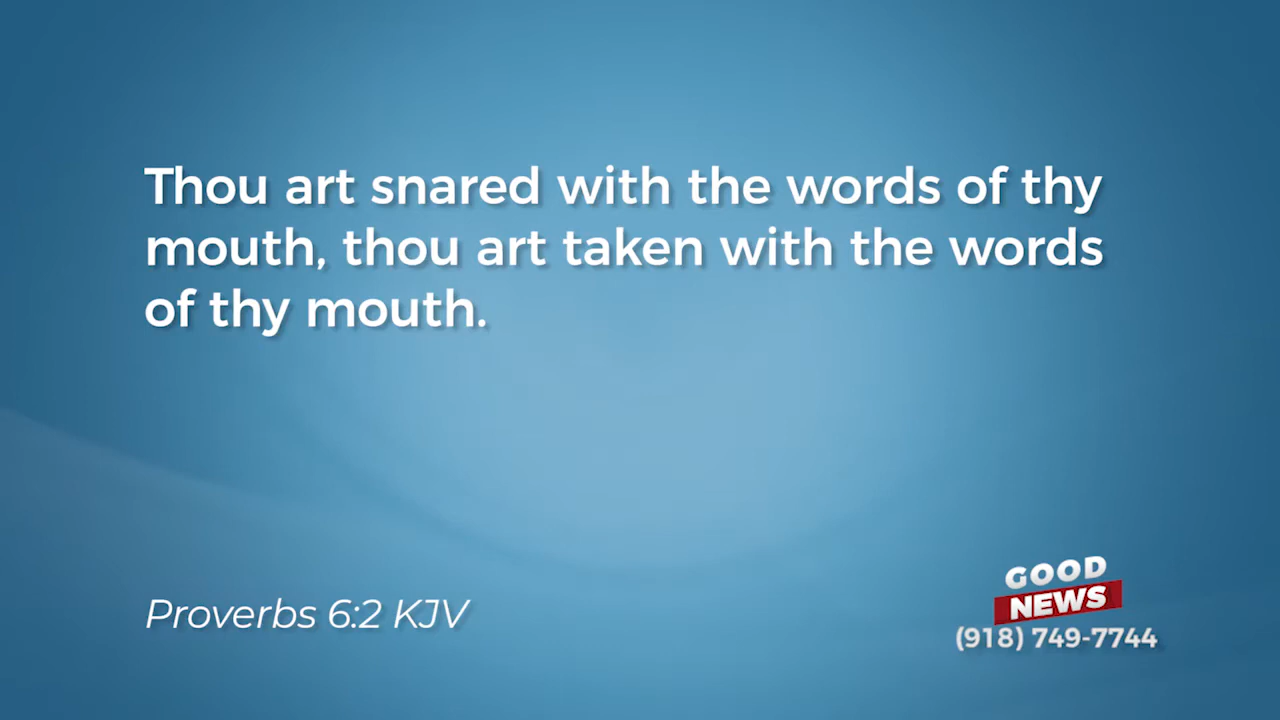 Thou art snared with the words of thy
mouth, thou art taken with the words
of thy mouth.
Proverbs 6:2 KJV
GOOD
NEWS
(918) 749-7744